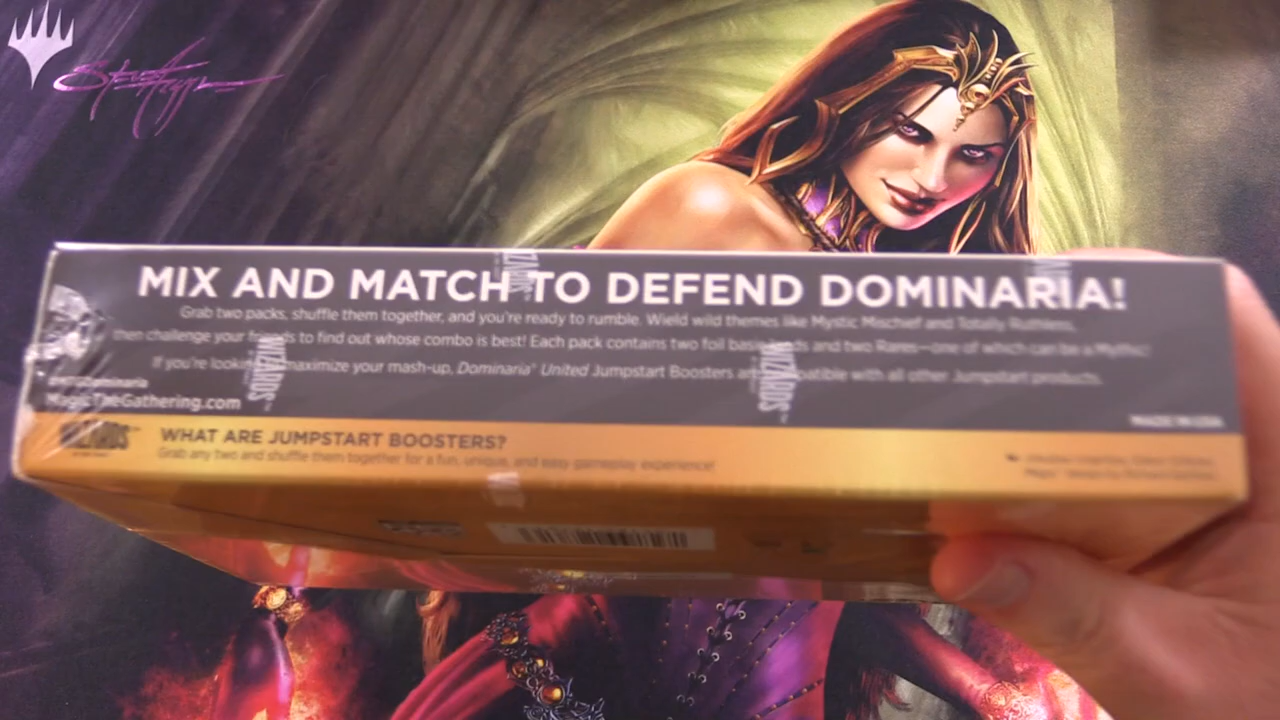 MIX AND MATCH TO DEFEND DOMINARIA!
Grab two packs, shuffle them together, and you're ready to rumble. Wield wild themes like Mystic Mischief and Totally Ruthless,
then challenge your friends to find out whose combo is best! Each pack contains two foil basic lands and two Rares—one of which can be a Mythic!
If you're looking maximize your mash-up, Dominaria® United Jumpstart Boosters are compatible with all other Jumpstart products.
MagicTheGathering.com
MADE IN USA
WIZARDS
WIZARDS
WIZARDS
WHAT ARE JUMPSTART BOOSTERS?
Grab any two and shuffle them together for a fun, unique, and easy gameplay experience!